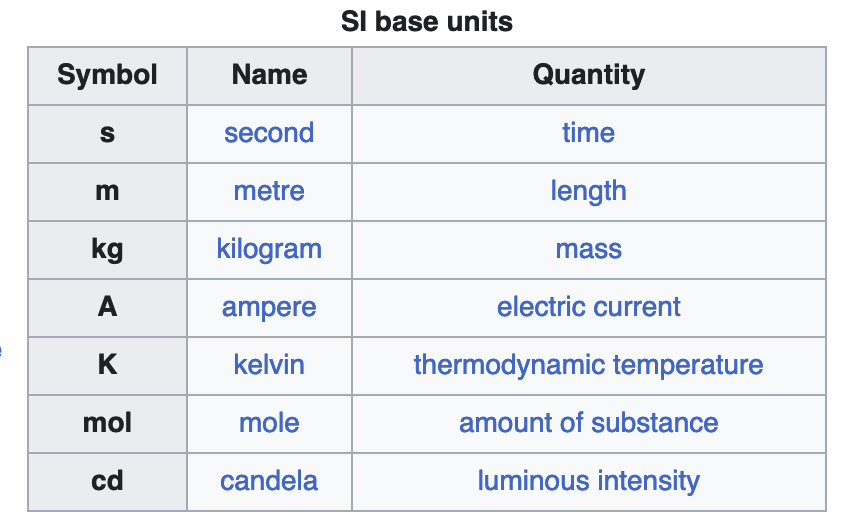 SI base units
Symbol Name Quantity
s second time
m metre length
kg kilogram mass
A ampere electric current
K kelvin thermodynamic temperature
mol mole amount of substance
cd candela luminous intensity